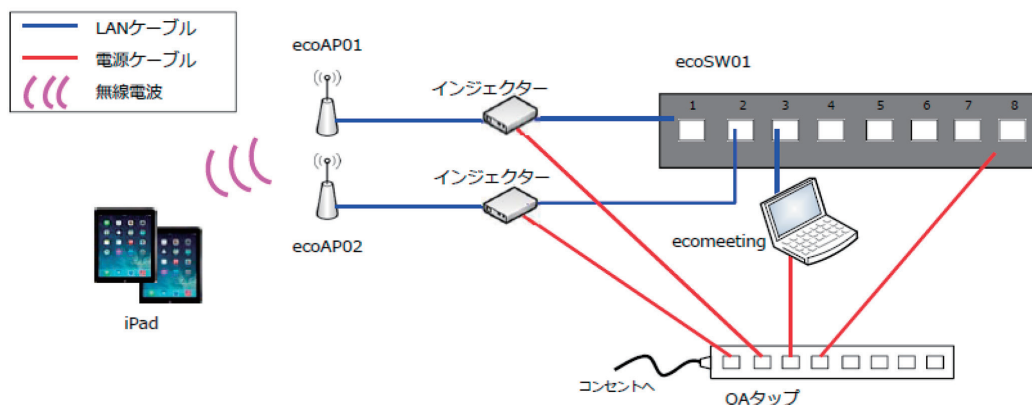 LANケーブル
電源ケーブル
無線電波
ecoAP01
インジェクター
ecoSW01
1 2 3 4 5 6 7 8
インジェクター
ecoAP02
ecomeeting
iPad
コンセントへ
OAタップ